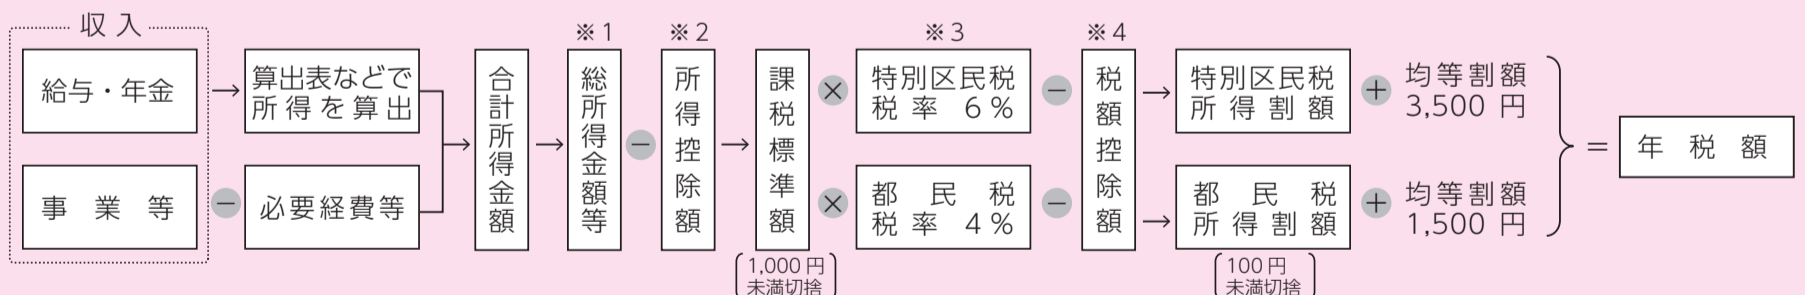 収入
給与・年金
→
算出表などで
所得を算出
事業等
−
必要経費等
→
合計所得金額
→
※1
総所得金額等
−
※2
所得控除額
→
課税標準額
1,000円
未満切捨
×
※3
特別区民税
税率 6%
−
×
都民税
税率 4%
−
※4
税額控除額
→
特別区民税
所得割額
+
均等割額
3,500円
→
都民税
所得割額
100円
未満切捨
+
均等割額
1,500円
=
年税額